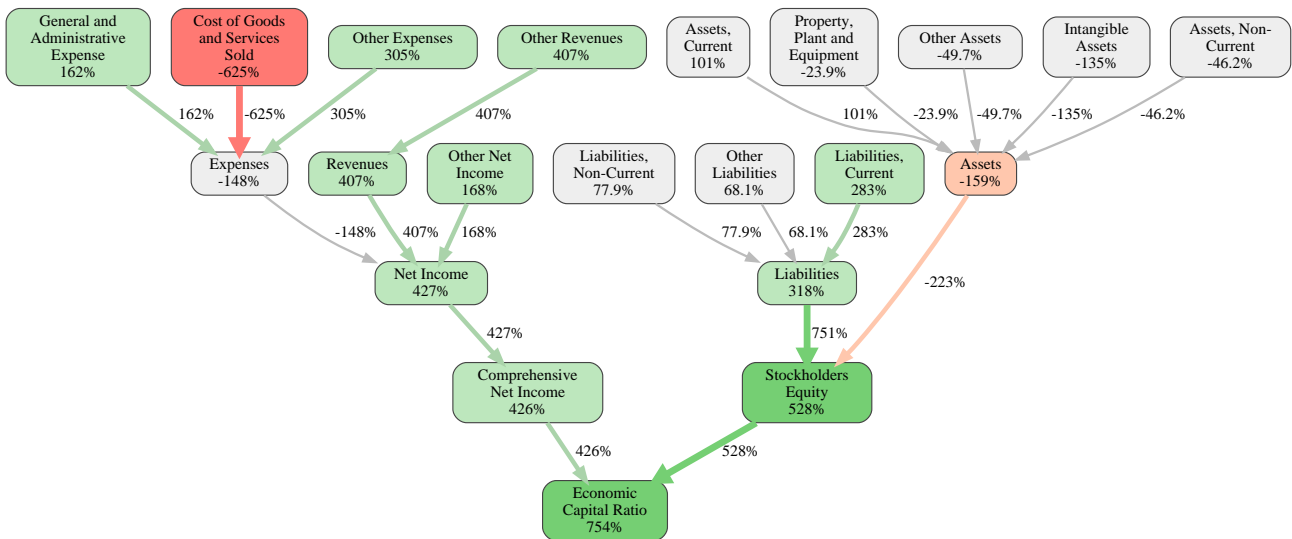 General and
Administrative
Expense
162%
Cost of Goods
and Services
Sold
-625%
Other Expenses
305%
Other Revenues
407%
Assets,
Current
101%
Property,
Plant and
Equipment
-23.9%
Other Assets
-49.7%
Intangible
Assets
-135%
Assets, Non-
Current
-46.2%
162%
-625%
305%
407%
101%
-23.9%
-49.7%
-135%
-46.2%
Expenses
-148%
Revenues
407%
Other Net
Income
168%
Liabilities,
Non-Current
77.9%
Other
Liabilities
68.1%
Liabilities,
Current
283%
Assets
-159%
-148%
407%
168%
77.9%
68.1%
283%
-223%
Net Income
427%
Liabilities
318%
427%
751%
Comprehensive
Net Income
426%
Stockholders
Equity
528%
426%
528%
Economic
Capital Ratio
754%